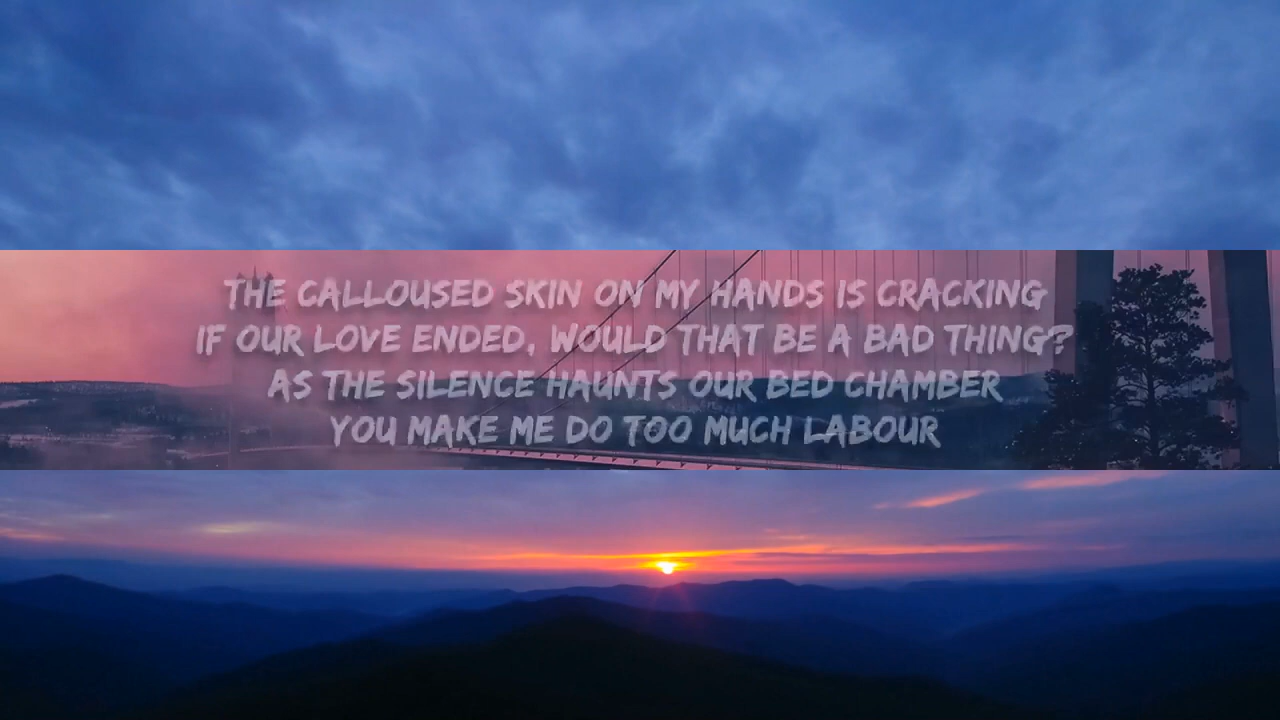 THE CALLOUSED SKIN ON MY HANDS IS CRACKING
IF OUR LOVE ENDED, WOULD THAT BE A BAD THING?
AS THE SILENCE HAUNTS OUR BED CHAMBER
YOU MAKE ME DO TOO MUCH LABOUR